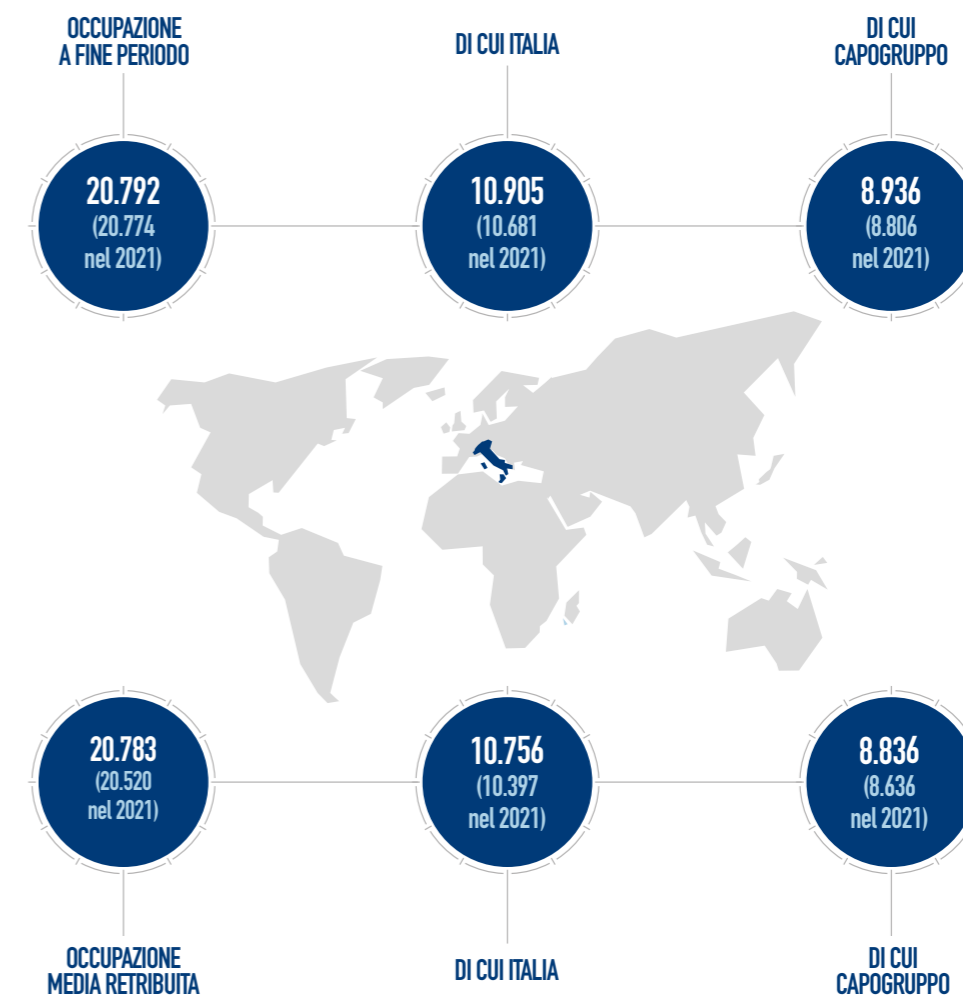 OCCUPAZIONE
A FINE PERIODO
DI CUI ITALIA
DI CUI
CAPOGRUPPO
20.792
(20.774
nel 2021)
10.905
(10.681
nel 2021)
8.936
(8.806
nel 2021)
20.783
(20.520
nel 2021)
10.756
(10.397
nel 2021)
8.836
(8.636
nel 2021)
OCCUPAZIONE
MEDIA RETRIBUITA
DI CUI ITALIA
DI CUI
CAPOGRUPPO